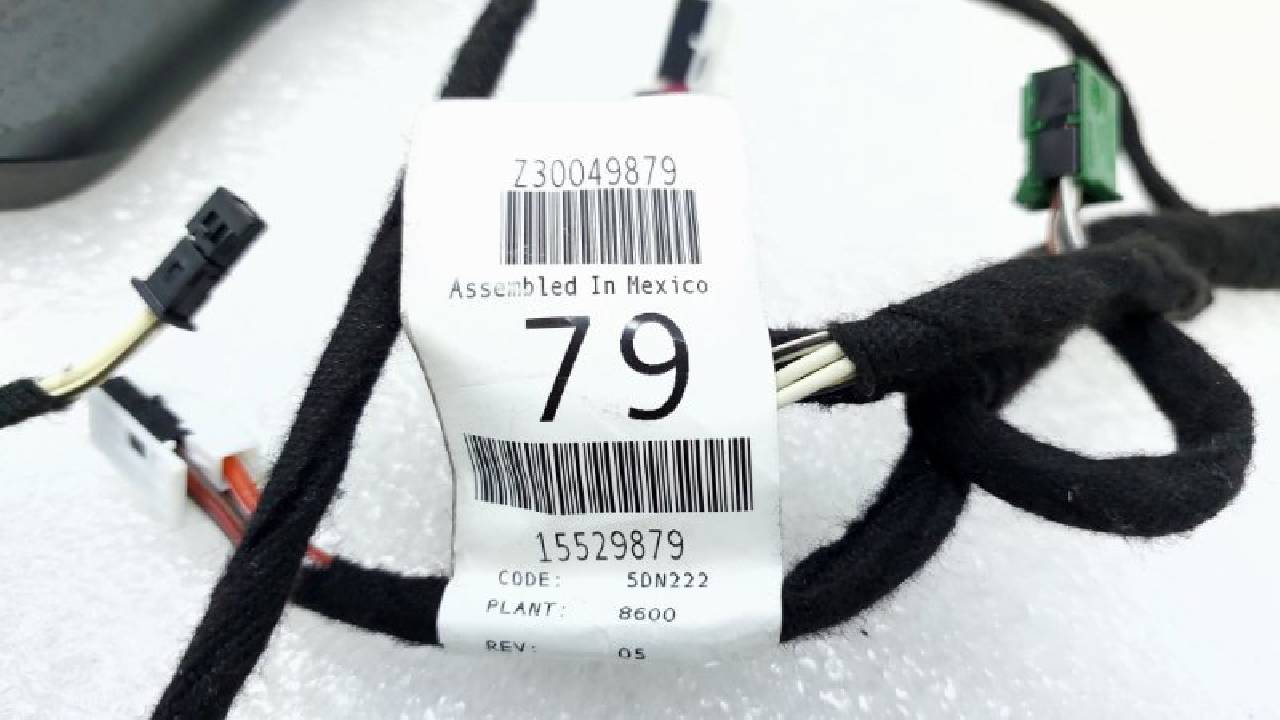 Z30049879
Assembled In Mexico
79
15529879
CODE: 5DN222
PLANT: 8600
REV: 05